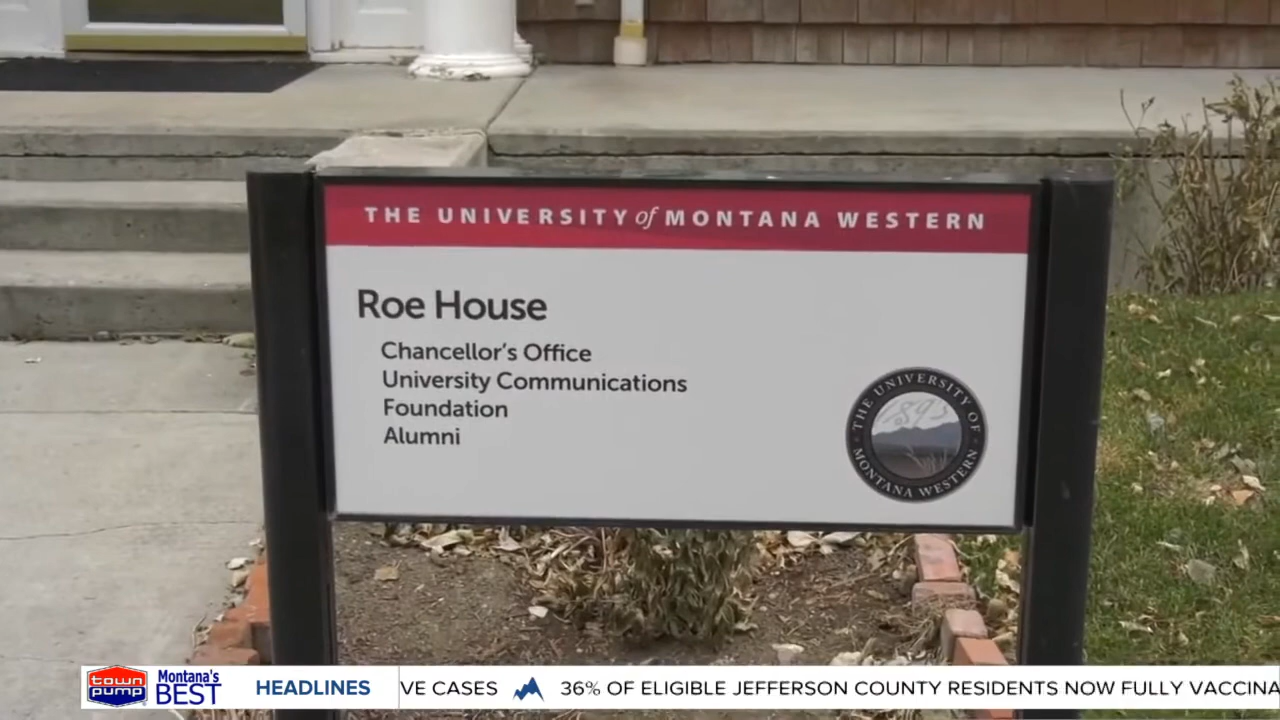 THE UNIVERSITY of MONTANA WESTERN
Roe House
Chancellor's Office
University Communications
Foundation
Alumni
THE UNIVERSITY OF
1893
MONTANA WESTERN
town pump
Montana's
BEST
HEADLINES
VE CASES
36% OF ELIGIBLE JEFFERSON COUNTY RESIDENTS NOW FULLY VACCINA